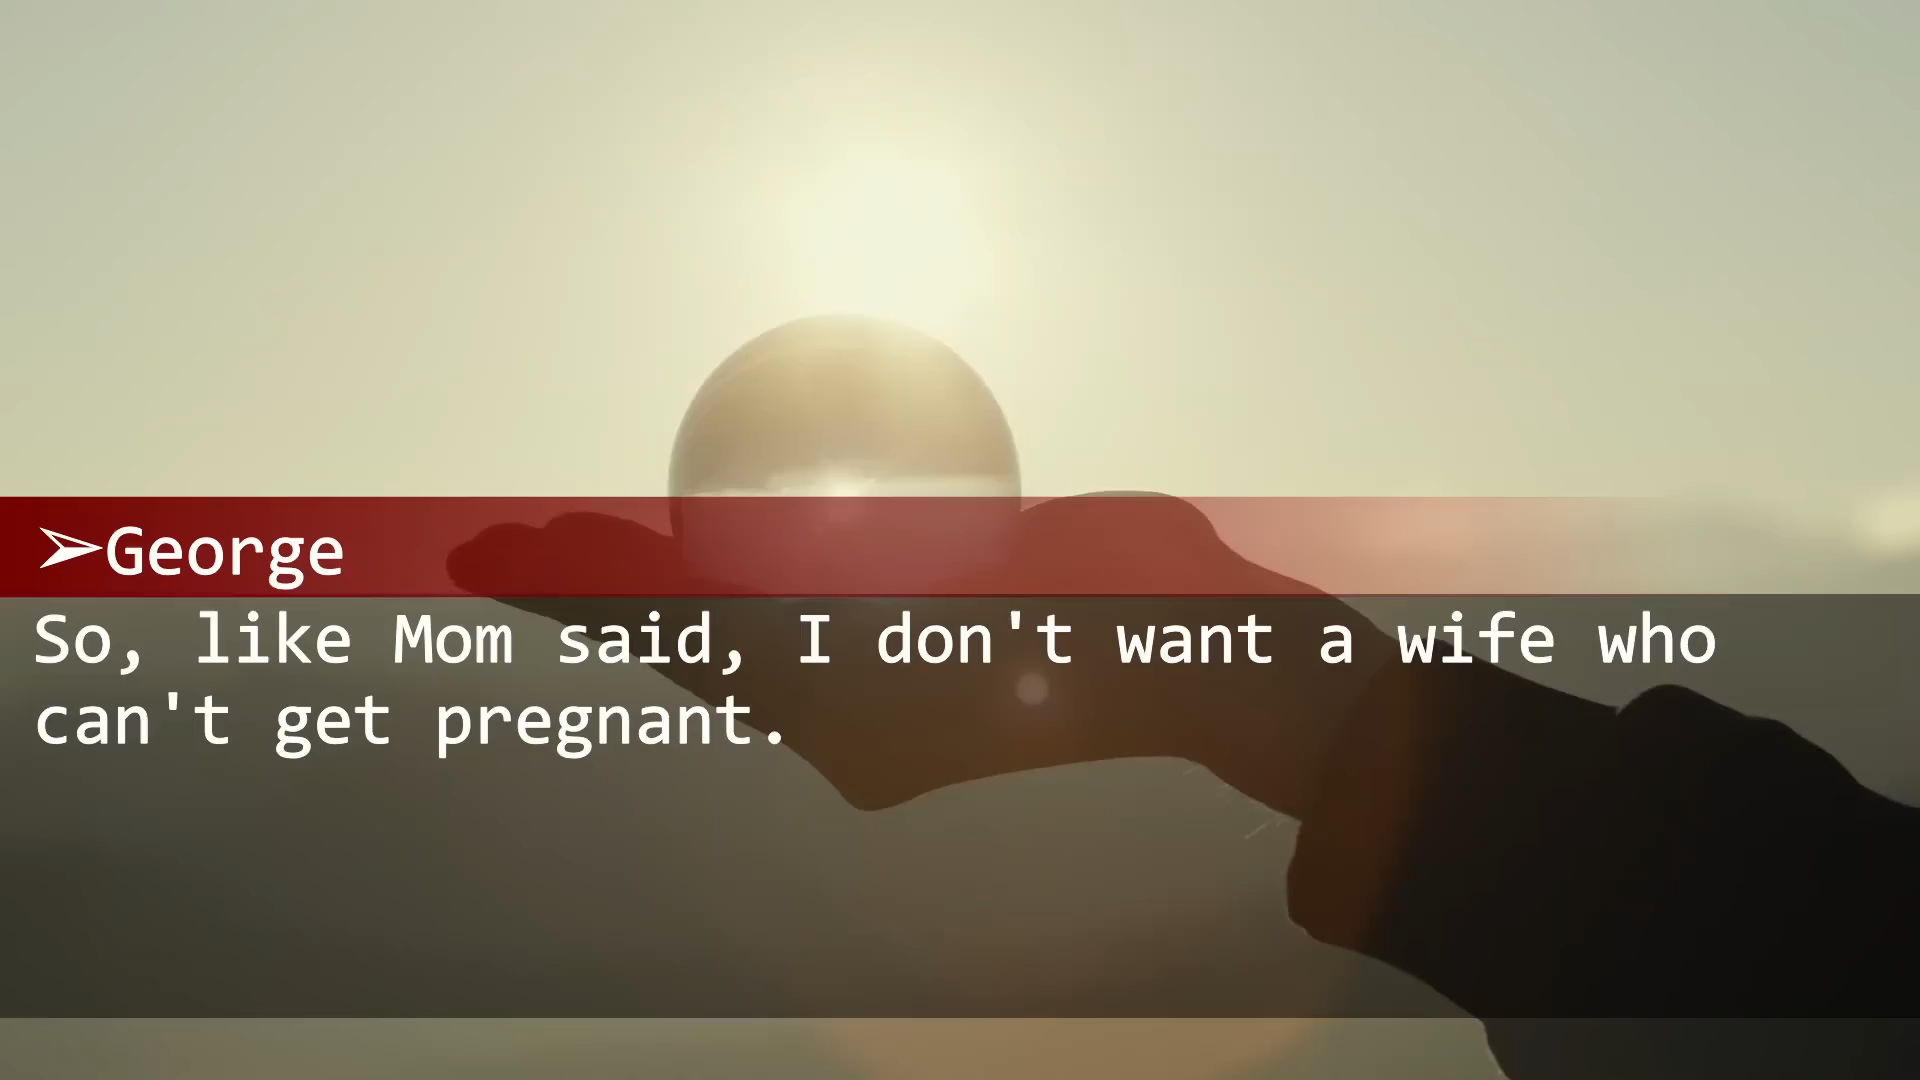 ➢George
So, like Mom said, I don't want a wife who
can't get pregnant.